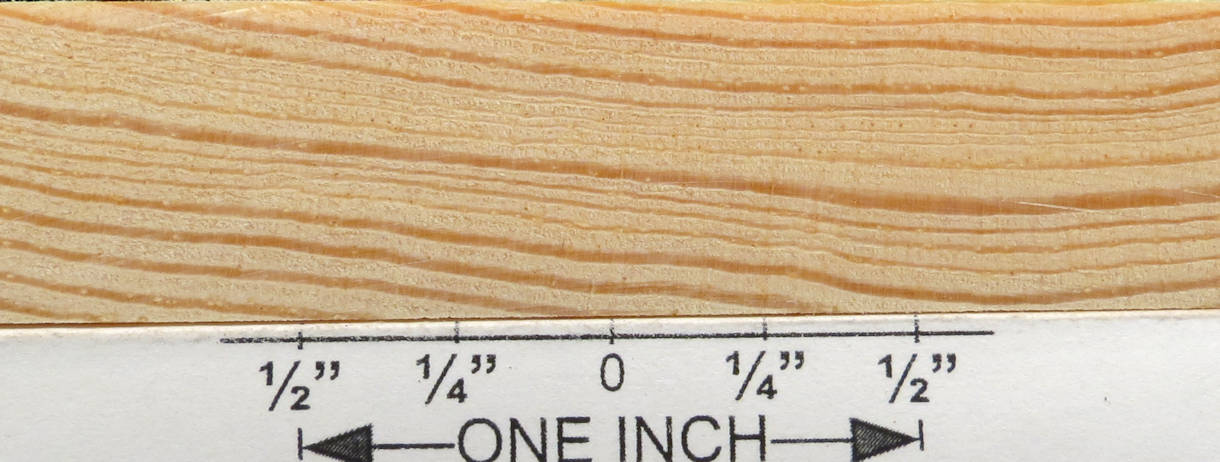 ½” ¼” 0 ¼” ½”
ONE INCH